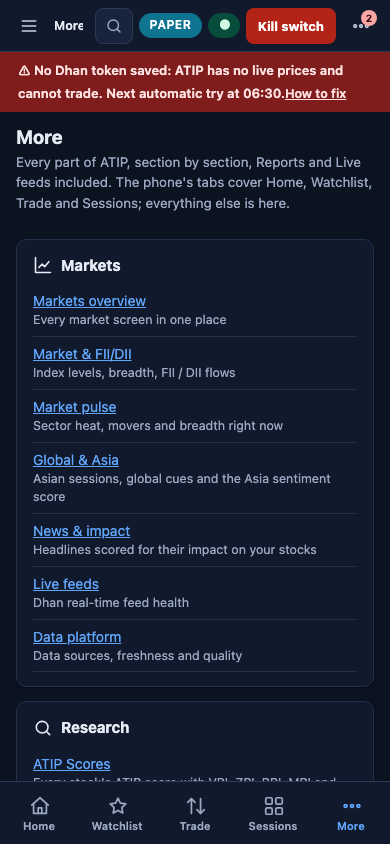 More
PAPER
Kill switch
2
⚠ No Dhan token saved: ATIP has no live prices and
cannot trade. Next automatic try at 06:30.How to fix
More
Every part of ATIP, section by section, Reports and Live
feeds included. The phone's tabs cover Home, Watchlist,
Trade and Sessions; everything else is here.
Markets
Markets overview
Every market screen in one place
Market & FII/DII
Index levels, breadth, FII / DII flows
Market pulse
Sector heat, movers and breadth right now
Global & Asia
Asian sessions, global cues and the Asia sentiment
score
News & impact
Headlines scored for their impact on your stocks
Live feeds
Dhan real-time feed health
Data platform
Data sources, freshness and quality
Research
ATIP Scores
Home
Watchlist
Trade
Sessions
More